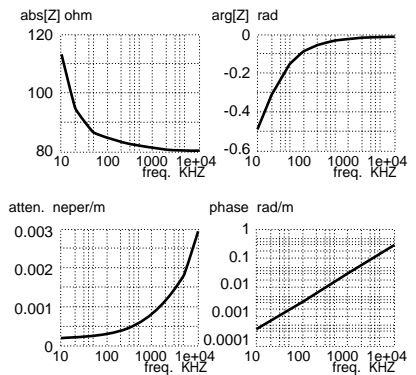 abs[Z] ohm
120
100
80
10 100 1000 1e+04
freq. KHZ
arg[Z] rad
0
-0.2
-0.4
-0.6
10 100 1000 1e+04
freq. KHZ
atten. neper/m
0.003
0.002
0.001
0
10 100 1000 1e+04
freq. KHZ
phase rad/m
1
0.1
0.01
0.001
0.0001
10 100 1000 1e+04
freq. KHZ